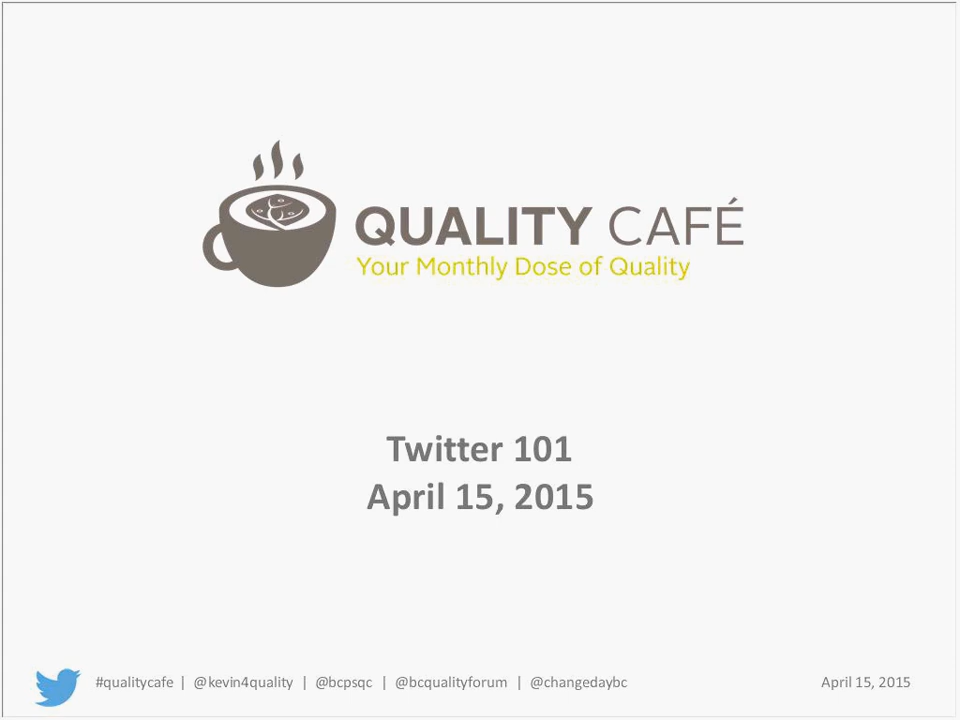 QUALITY CAFÉ
Your Monthly Dose of Quality
Twitter 101
April 15, 2015
#qualitycafe | @kevin4quality | @bcpsqc | @bcqualityforum | @changedaybc April 15, 2015